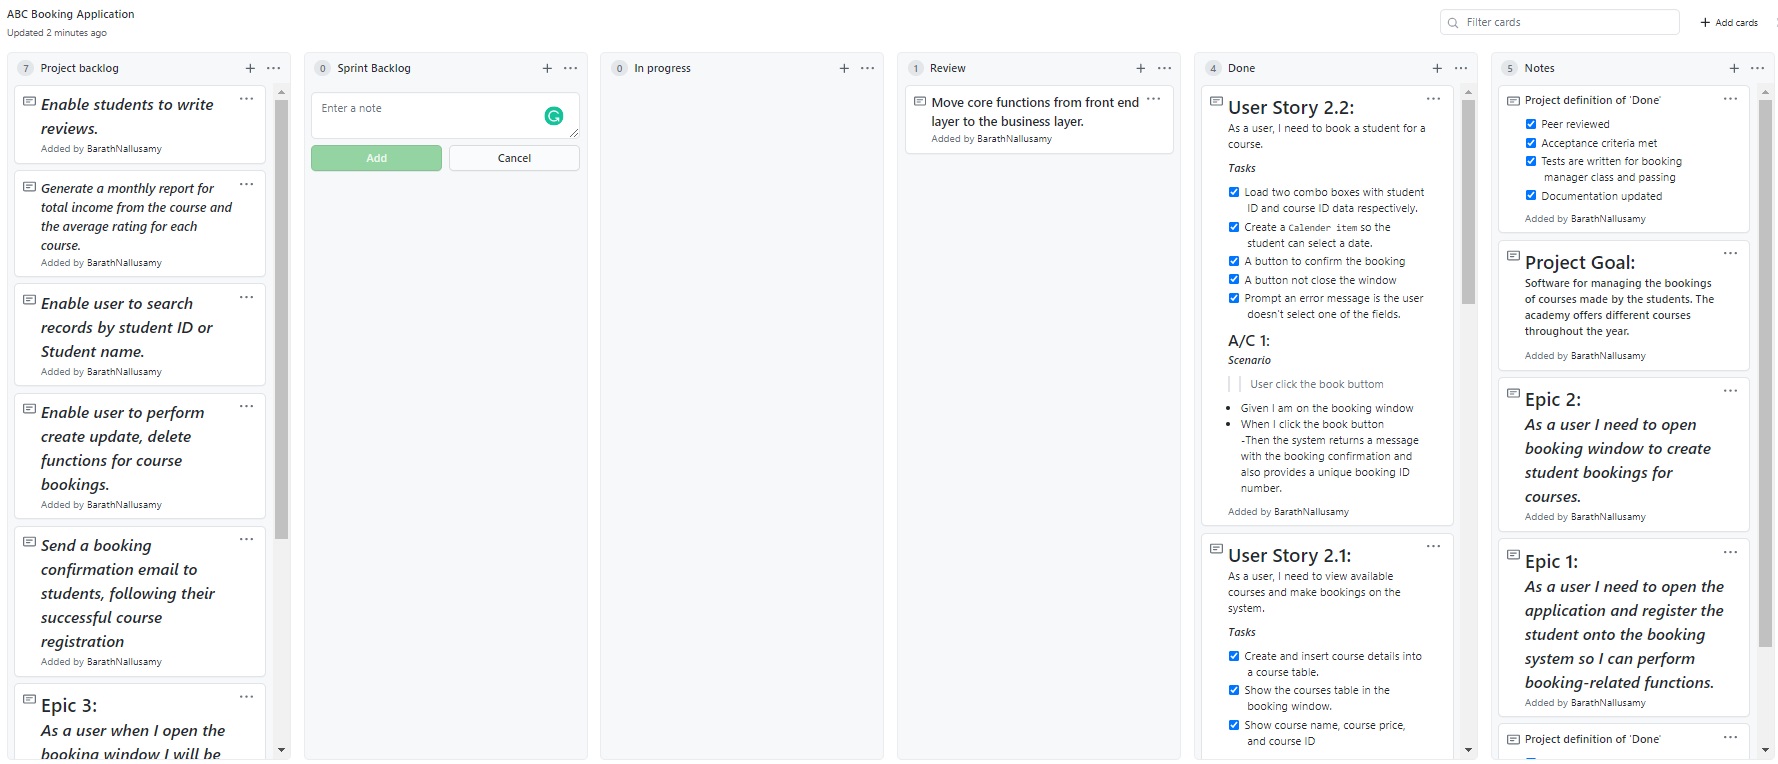 ABC Booking Application
Updated 2 minutes ago
Filter cards
Add cards
7 Project backlog
Enable students to write
reviews.
Added by BarathNallusamy
Generate a monthly report for
total income from the course and
the average rating for each
course.
Added by BarathNallusamy
Enable user to search
records by student ID or
Student name.
Added by BarathNallusamy
Enable user to perform
create update, delete
functions for course
bookings.
Added by BarathNallusamy
Send a booking
confirmation email to
students, following their
successful course
registration
Added by BarathNallusamy
Epic 3:
As a user when I open the
booking window I will be
0 Sprint Backlog
Enter a note
Add
Cancel
0 In progress
1 Review
Move core functions from front end
layer to the business layer.
Added by BarathNallusamy
4 Done
User Story 2.2:
As a user, I need to book a student for a
course.
Tasks
Load two combo boxes with student
ID and course ID data respectively.
Create a Calender item so the
student can select a date.
A button to confirm the booking
A button not close the window
Prompt an error message is the user
doesn't select one of the fields.
A/C 1:
Scenario
User click the book buttom
Given I am on the booking window
When I click the book button
-Then the system returns a message
with the booking confirmation and
also provides a unique booking ID
number.
Added by BarathNallusamy
User Story 2.1:
As a user, I need to view available
courses and make bookings on the
system.
Tasks
Create and insert course details into
a course table.
Show the courses table in the
booking window.
Show course name, course price,
and course ID
5 Notes
Project definition of 'Done'
Peer reviewed
Acceptance criteria met
Tests are written for booking
manager class and passing
Documentation updated
Added by BarathNallusamy
Project Goal:
Software for managing the bookings
of courses made by the students. The
academy offers different courses
throughout the year.
Added by BarathNallusamy
Epic 2:
As a user I need to open
booking window to create
student bookings for
courses.
Added by BarathNallusamy
Epic 1:
As a user I need to open the
application and register the
student onto the booking
system so I can perform
booking-related functions.
Added by BarathNallusamy
Project definition of 'Done'